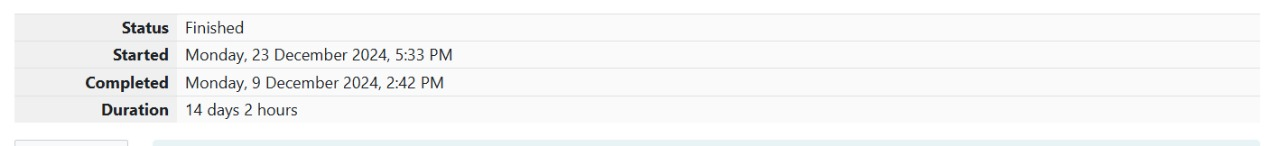 Status Finished
Started Monday, 23 December 2024, 5:33 PM
Completed Monday, 9 December 2024, 2:42 PM
Duration 14 days 2 hours